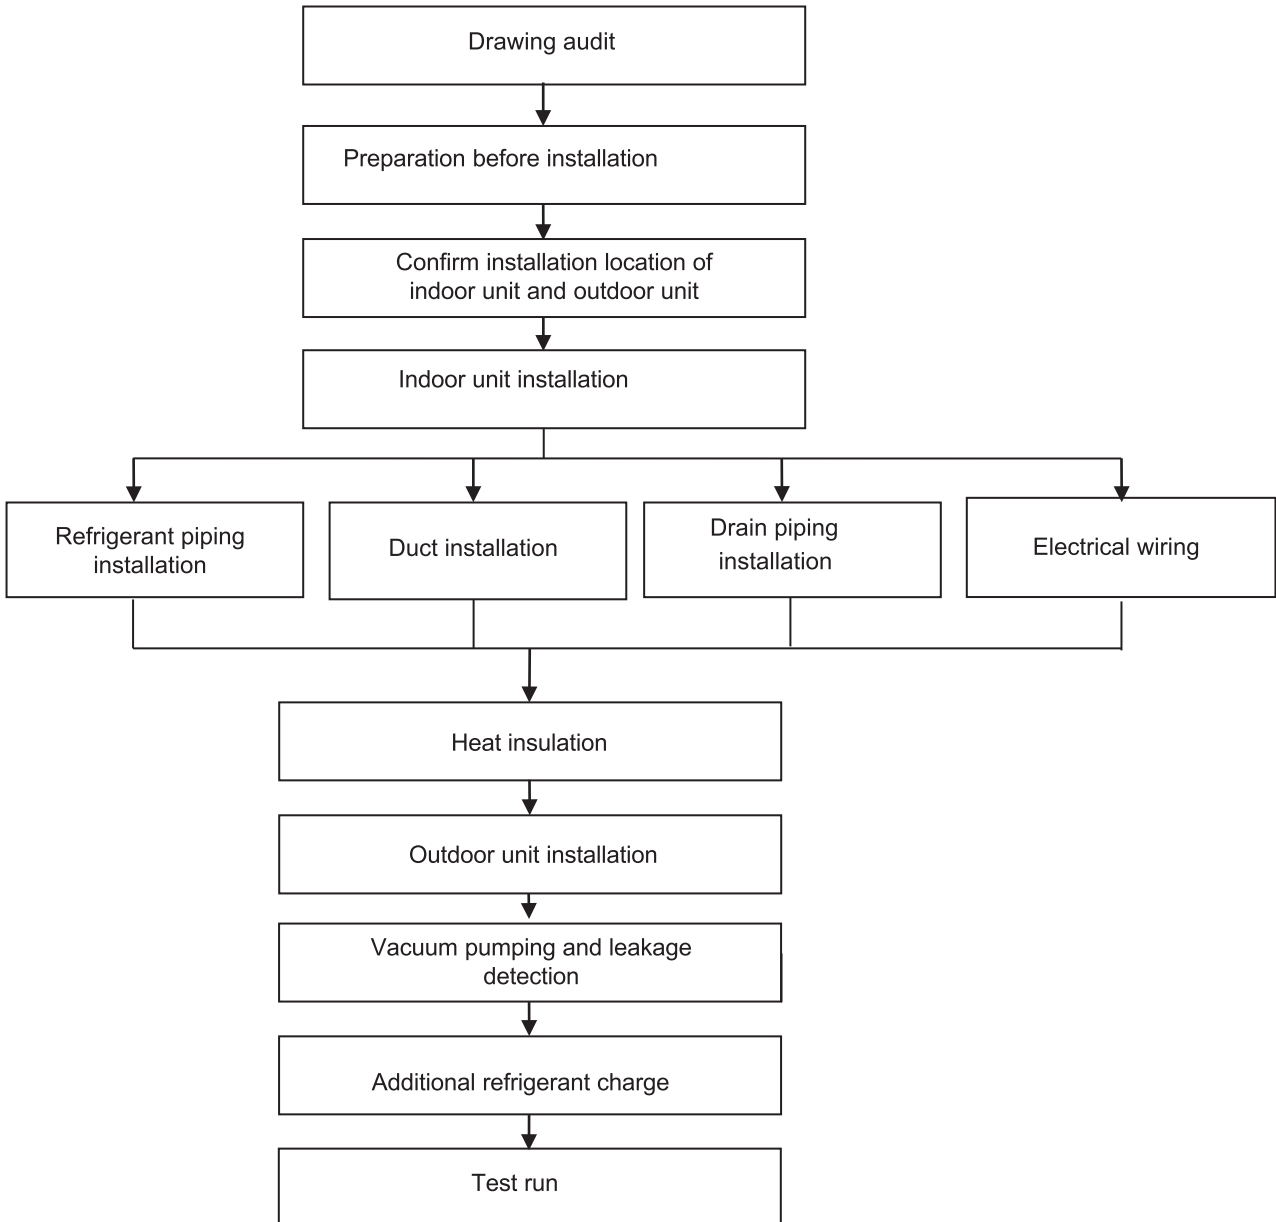 Drawing audit
Preparation before installation
Confirm installation location of
indoor unit and outdoor unit
Indoor unit installation
Refrigerant piping
installation
Duct installation
Drain piping
installation
Electrical wiring
Heat insulation
Outdoor unit installation
Vacuum pumping and leakage
detection
Additional refrigerant charge
Test run